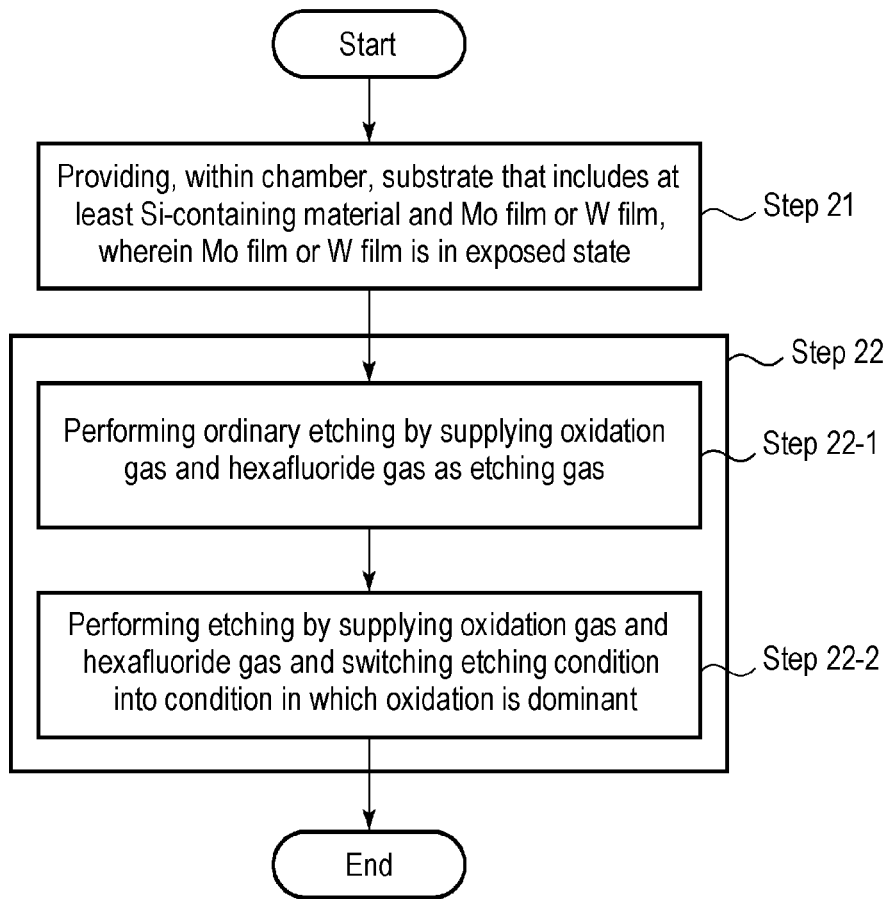 Start
Providing, within chamber, substrate that includes at
least Si-containing material and Mo film or W film,
wherein Mo film or W film is in exposed state
Step 21
Step 22
Performing ordinary etching by supplying oxidation
gas and hexafluoride gas as etching gas
Step 22-1
Performing etching by supplying oxidation gas and
hexafluoride gas and switching etching condition
into condition in which oxidation is dominant
Step 22-2
End